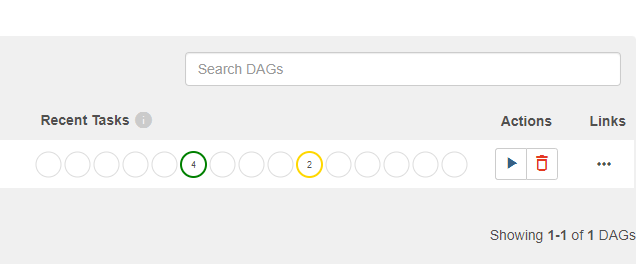 Search DAGs
Recent Tasks i Actions Links
4 2
Showing 1-1 of 1 DAGs